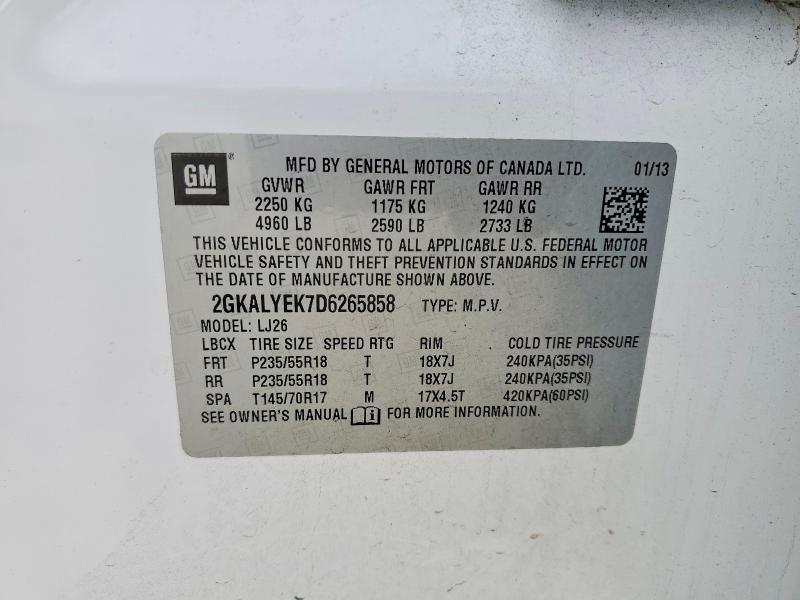 GM ® MFD BY GENERAL MOTORS OF CANADA LTD. 01/13
GVWR GAWR FRT GAWR RR
2250 KG 1175 KG 1240 KG
4960 LB 2590 LB 2733 LB
THIS VEHICLE CONFORMS TO ALL APPLICABLE U.S. FEDERAL MOTOR
VEHICLE SAFETY AND THEFT PREVENTION STANDARDS IN EFFECT ON
THE DATE OF MANUFACTURE SHOWN ABOVE.
2GKALYEK7D6265858 TYPE: M.P.V.
MODEL: LJ26
LBCX TIRE SIZE SPEED RTG RIM COLD TIRE PRESSURE
FRT P235/55R18 T 18X7J 240KPA(35PSI)
RR P235/55R18 T 18X7J 240KPA(35PSI)
SPA T145/70R17 M 17X4.5T 420KPA(60PSI)
SEE OWNER'S MANUAL FOR MORE INFORMATION.